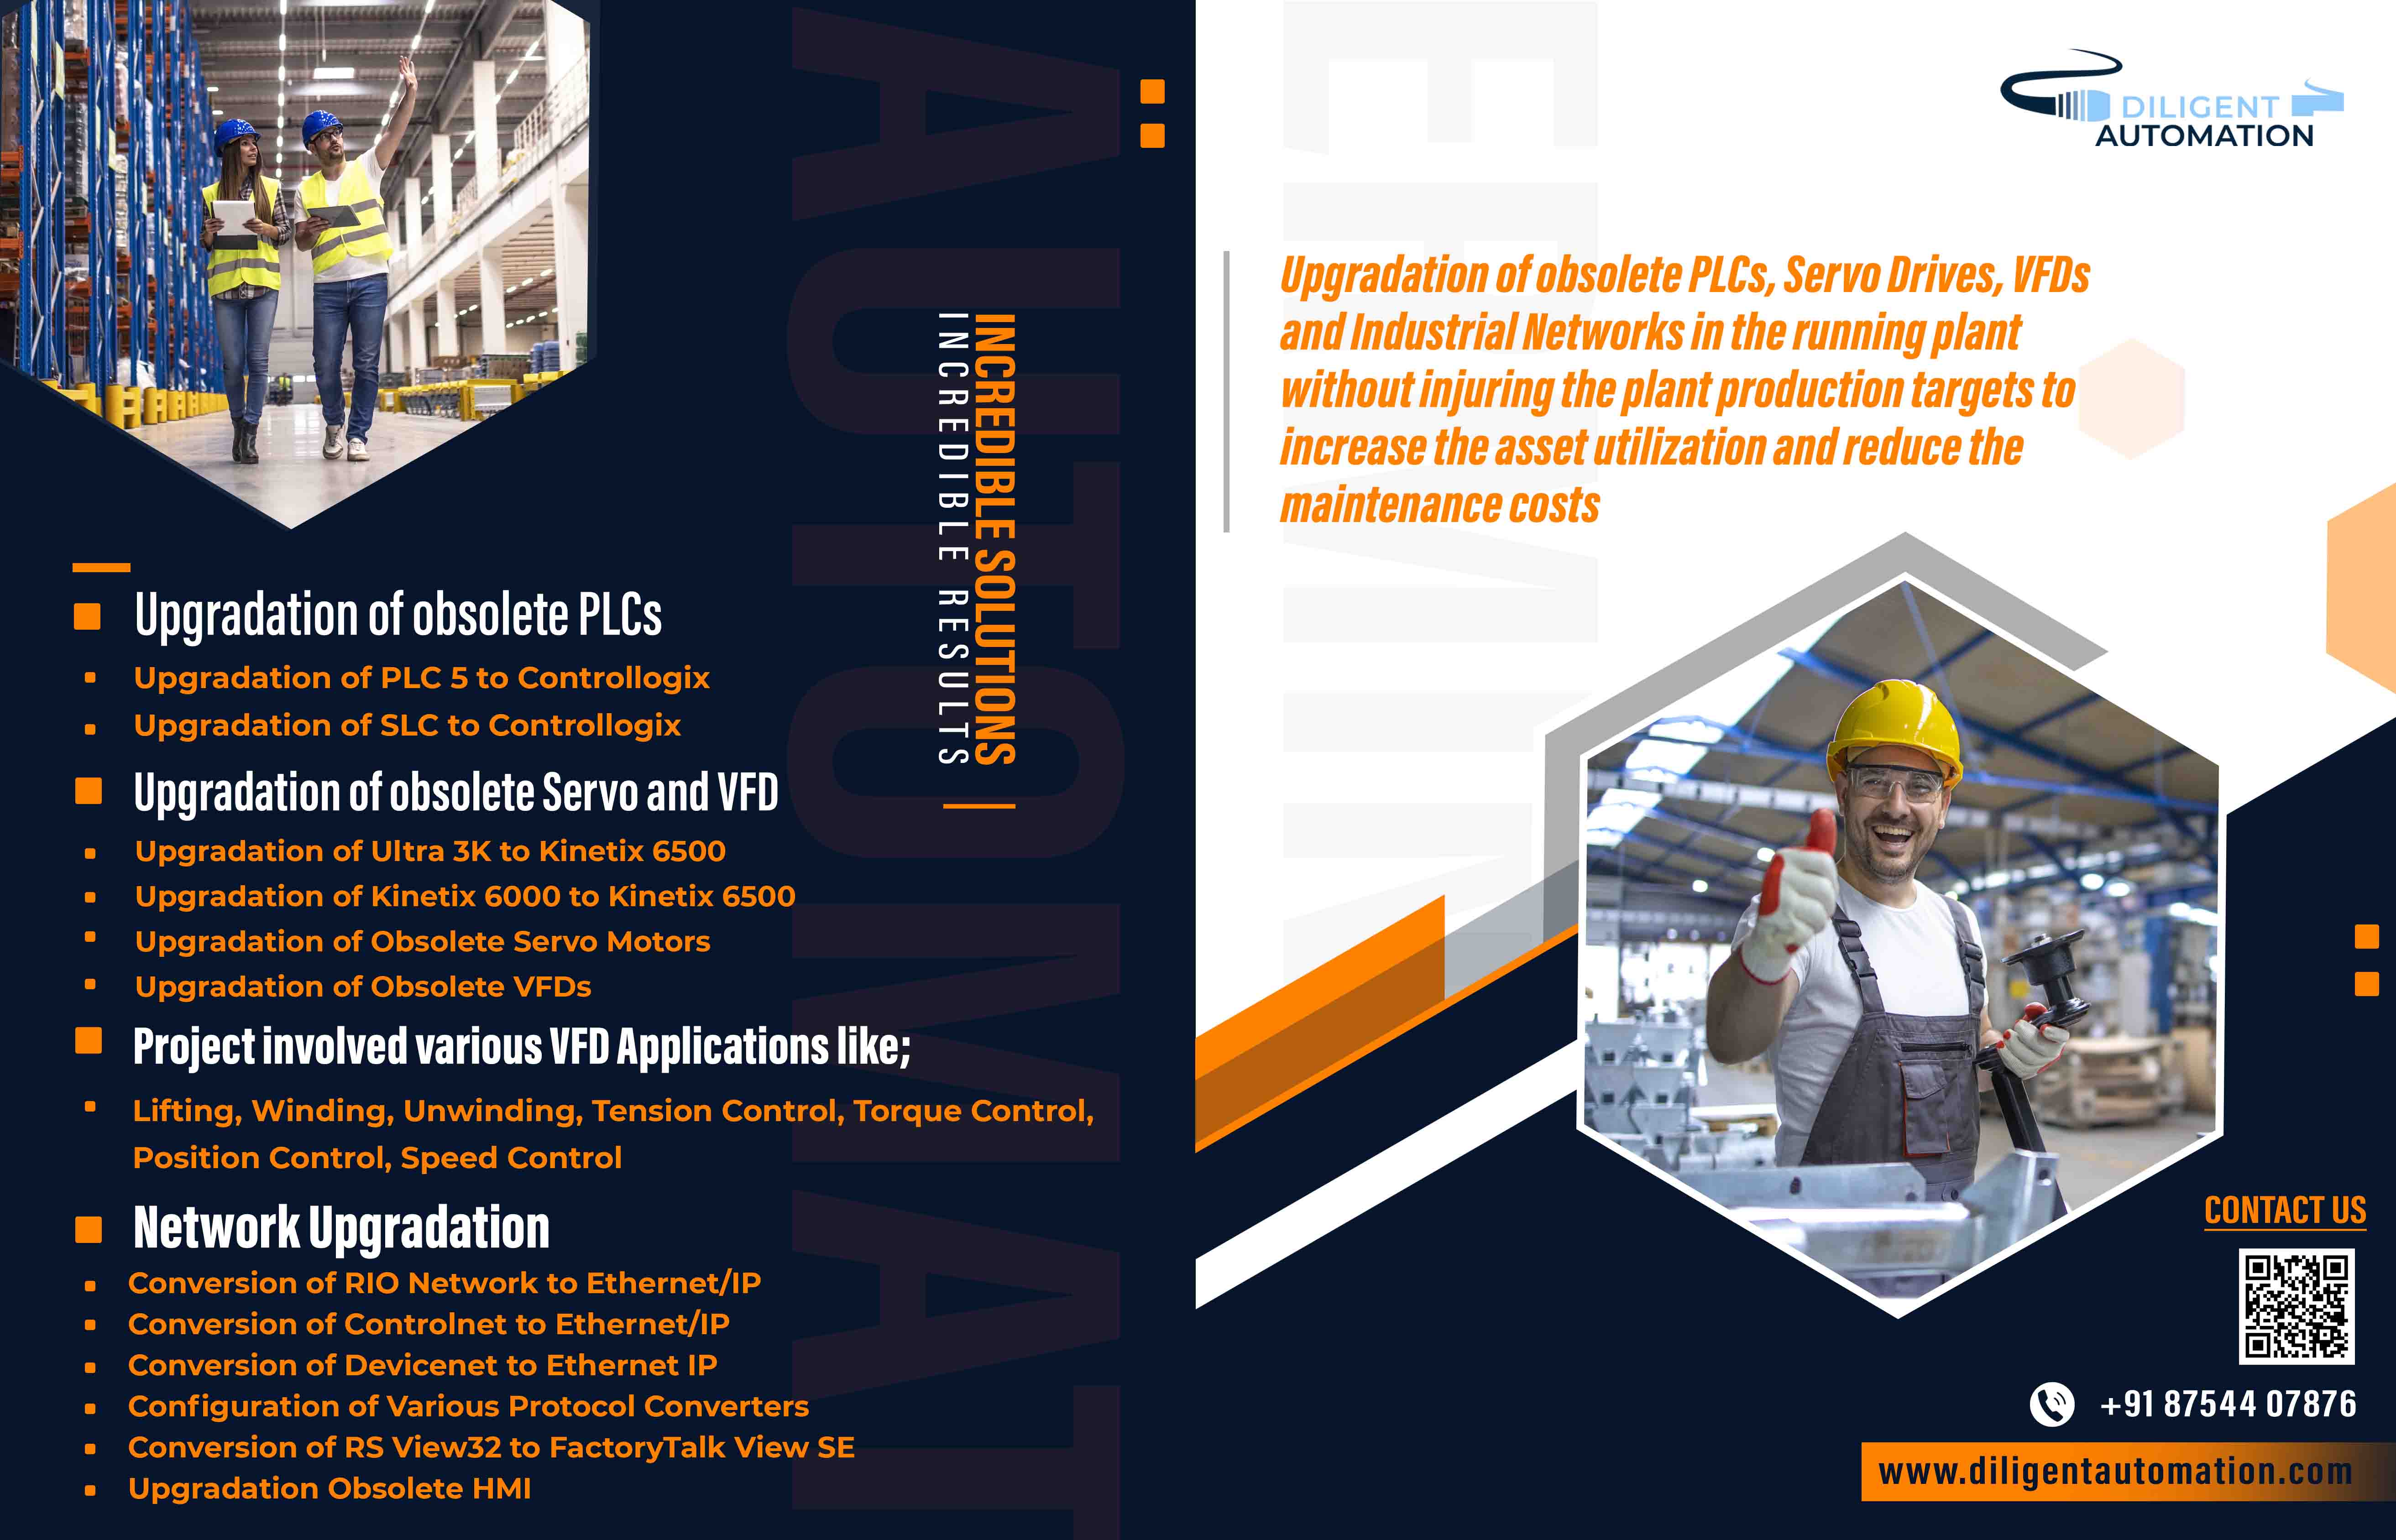 Upgradation of obsolete PLCs
Upgradation of PLC 5 to Controllogix
Upgradation of SLC to Controllogix
Upgradation of obsolete Servo and VFD
Upgradation of Ultra 3K to Kinetix 6500
Upgradation of Kinetix 6000 to Kinetix 6500
Upgradation of Obsolete Servo Motors
Upgradation of Obsolete VFDs
Project involved various VFD Applications like;
Lifting, Winding, Unwinding, Tension Control, Torque Control,
Position Control, Speed Control
Network Upgradation
Conversion of RIO Network to Ethernet/IP
Conversion of Controlnet to Ethernet/IP
Conversion of Devicenet to Ethernet IP
Configuration of Various Protocol Converters
Conversion of RS View32 to FactoryTalk View SE
Upgradation Obsolete HMI
INCREDIBLE SOLUTIONS
INCREDIBLE RESULTS
AUTOMAT
DILIGENT
AUTOMATION
Upgradation of obsolete PLCs, Servo Drives, VFDs
and Industrial Networks in the running plant
without injuring the plant production targets to
increase the asset utilization and reduce the
maintenance costs
CONTACT US
+91 87544 07876
www.diligentautomation.com